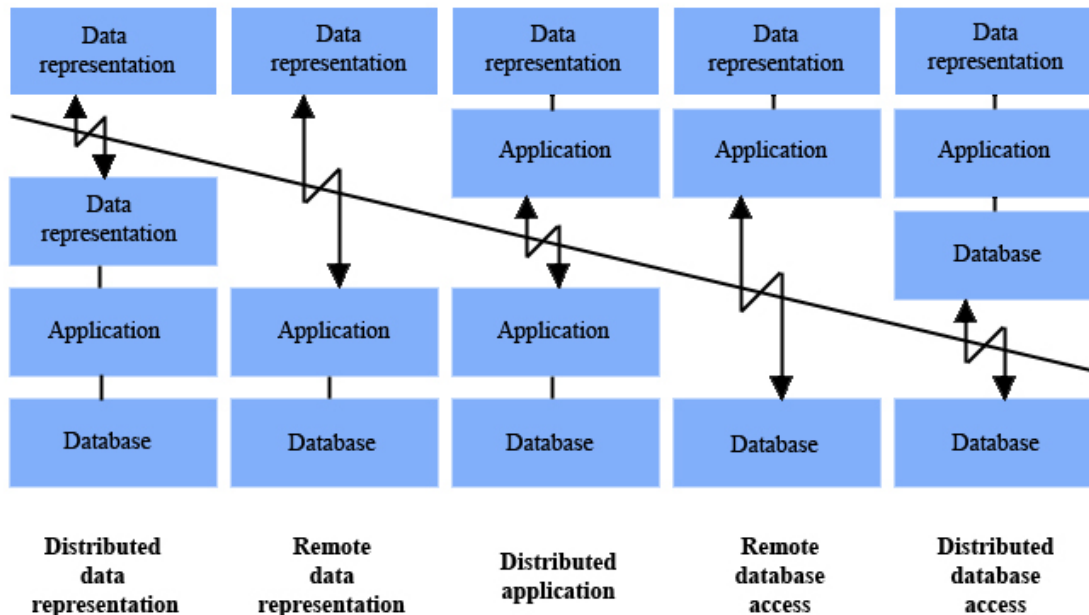 Data
representation
Data
representation
Application
Database
Distributed
data
representation
Data
representation
Application
Database
Remote
data
representation
Data
representation
Application
Application
Database
Distributed
application
Data
representation
Application
Database
Remote
database
access
Data
representation
Application
Database
Database
Distributed
database
access